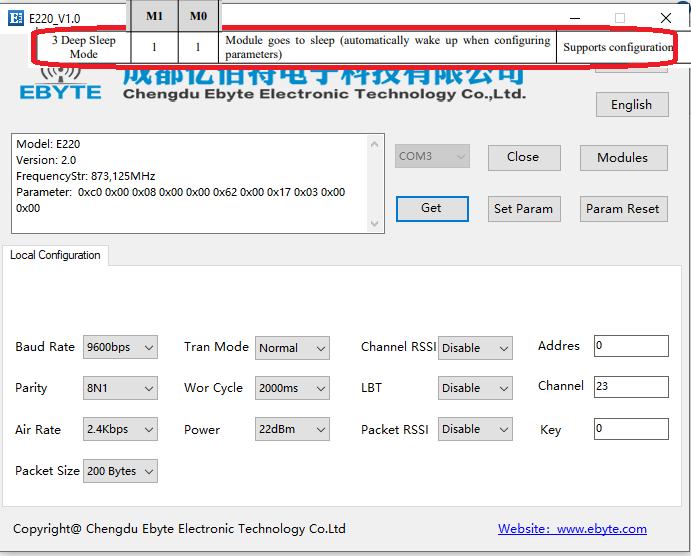 E220_V1.0
M1 M0
3 Deep Sleep Mode 1 1 Module goes to sleep (automatically wake up when configuring parameters) Supports configuration
EBYTE
成都亿佰特电子科技有限公司
Chengdu Ebyte Electronic Technology Co.,Ltd.
English
Model: E220
Version: 2.0
FrequencyStr: 873,125MHz
Parameter: 0xc0 0x00 0x08 0x00 0x00 0x62 0x00 0x17 0x03 0x00
0x00
COM3 Close Modules
Get Set Param Param Reset
Local Configuration
Baud Rate 9600bps Tran Mode Normal Channel RSSI Disable Addres 0
Parity 8N1 Wor Cycle 2000ms LBT Disable Channel 23
Air Rate 2.4Kbps Power 22dBm Packet RSSI Disable Key 0
Packet Size 200 Bytes
Copyright@ Chengdu Ebyte Electronic Technology Co.Ltd
Website：www.ebyte.com